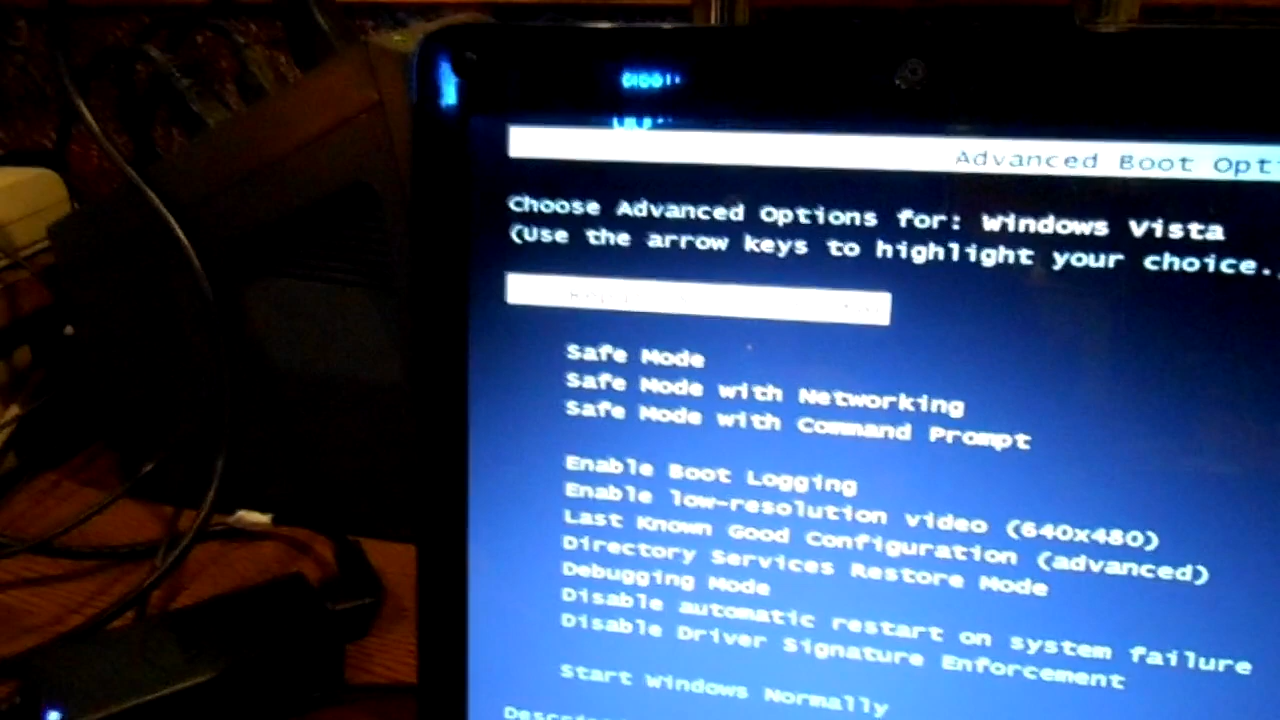 Advanced Boot Opti
Choose Advanced Options for: Windows Vista
(Use the arrow keys to highlight your choice.
Safe Mode
Safe Mode with Networking
Safe Mode with Command Prompt
Enable Boot Logging
Enable low-resolution video (640x480)
Last Known Good Configuration (advanced)
Directory Services Restore Mode
Debugging Mode
Disable automatic restart on system failure
Disable Driver Signature Enforcement
Start Windows Normally